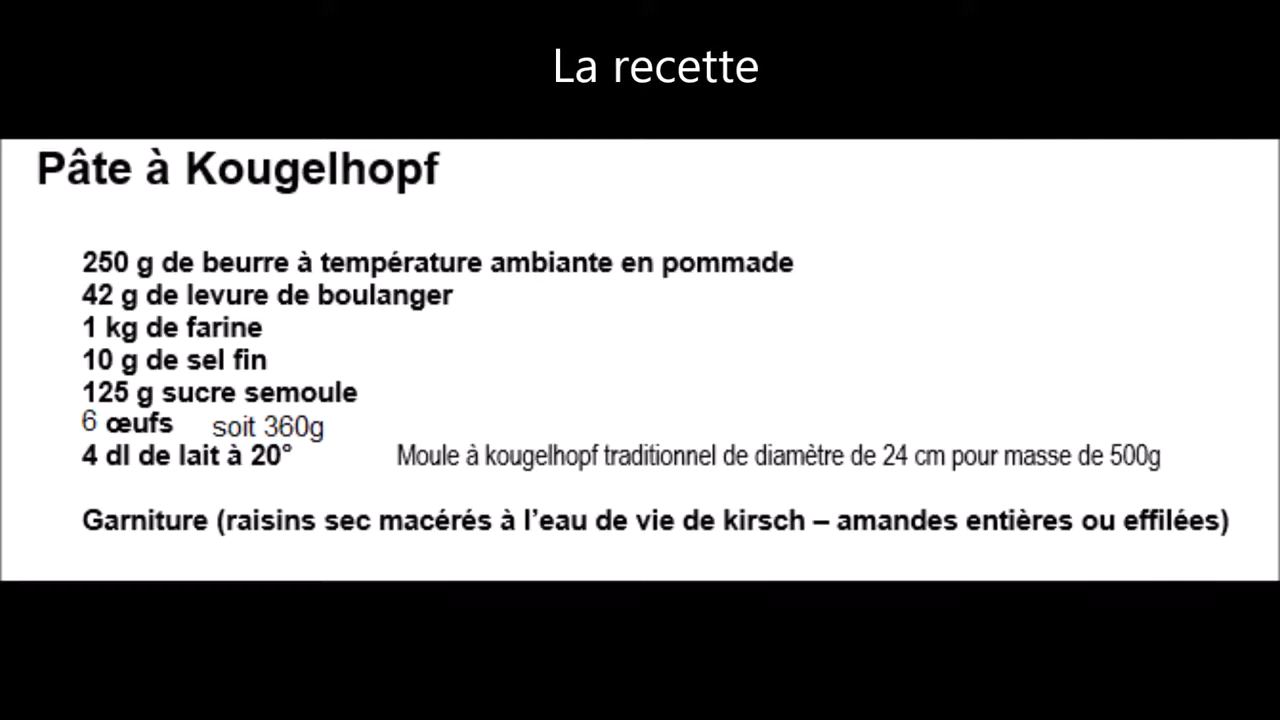 La recette
Pâte à Kougelhopf
250 g de beurre à température ambiante en pommade
42 g de levure de boulanger
1 kg de farine
10 g de sel fin
125 g sucre semoule
6 œufs soit 360g
4 dl de lait à 20° Moule à kougelhopf traditionnel de diamètre de 24 cm pour masse de 500g
Garniture (raisins sec macérés à l’eau de vie de kirsch – amandes entières ou effilées)